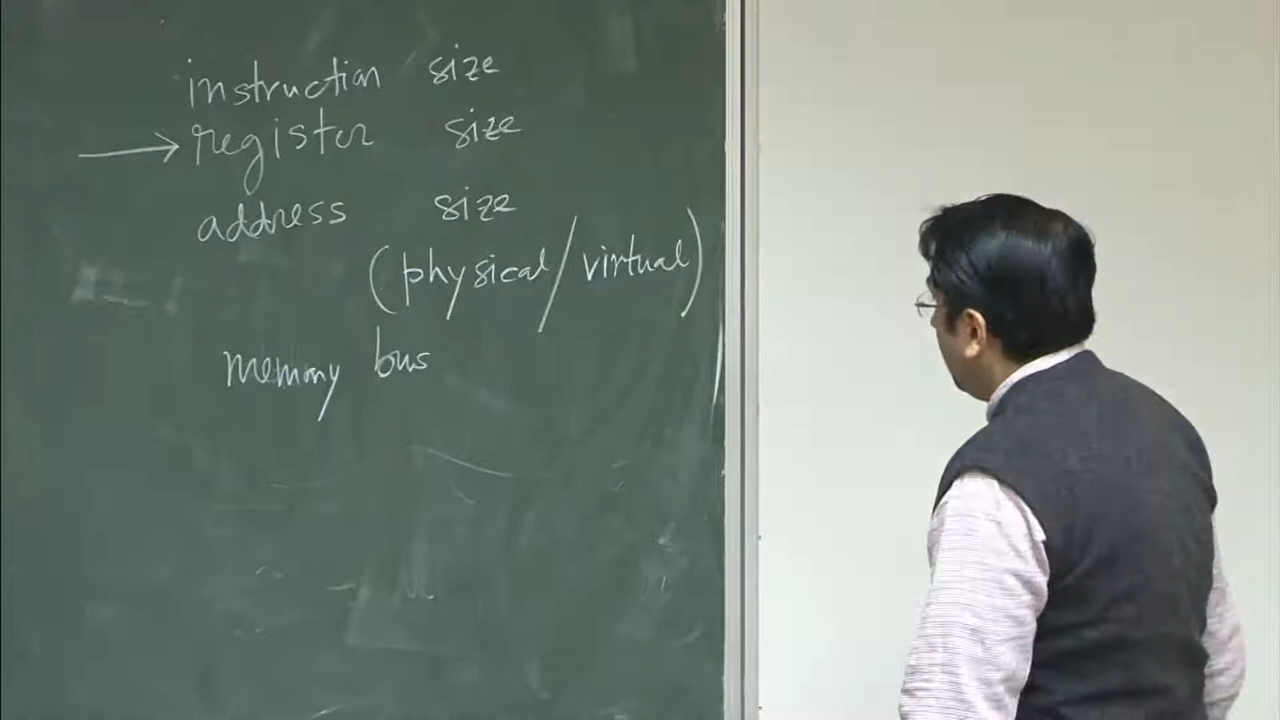 instruction size
→ register size
address size
(physical/virtual)
memory bus